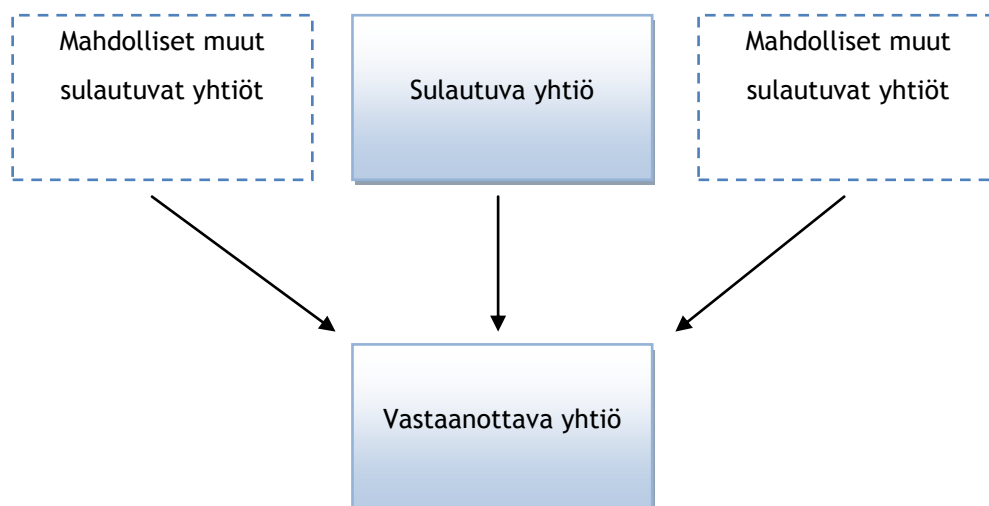 Mahdolliset muut
sulautuvat yhtiöt
Sulautuva yhtiö
Mahdolliset muut
sulautuvat yhtiöt
Vastaanottava yhtiö